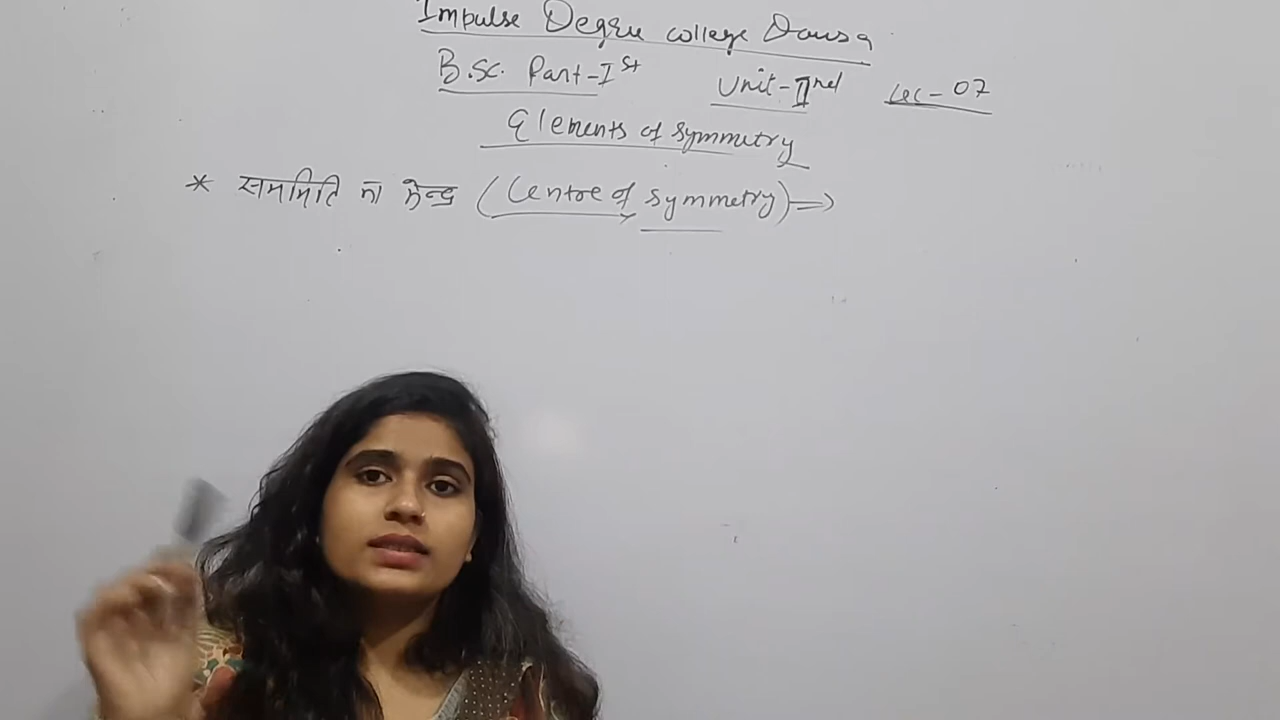 Impulse Degree college Dausa
B.Sc. Part-Ist Unit-IInd Lec-07
Elements of symmetry
* सममिति का केन्द्र (Centre of symmetry) ⇒